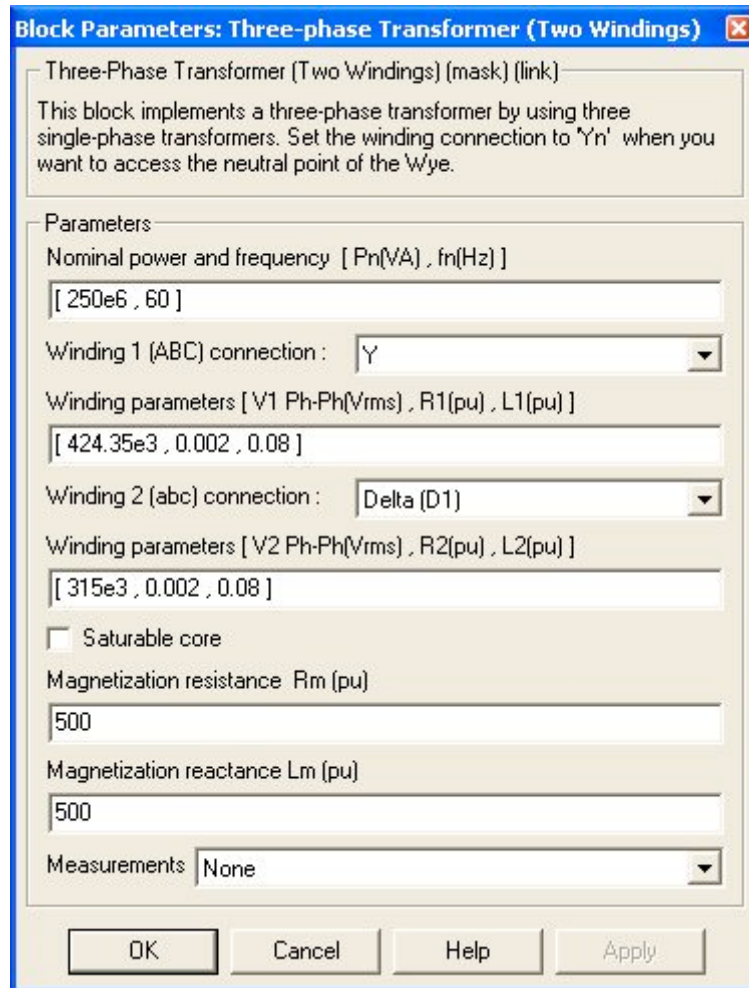 Block Parameters: Three-phase Transformer (Two Windings)
Three-Phase Transformer (Two Windings) (mask) (link)
This block implements a three-phase transformer by using three
single-phase transformers. Set the winding connection to 'Yn' when you
want to access the neutral point of the Wye.
Parameters
Nominal power and frequency [ Pn(VA) , fn(Hz) ]
[ 250e6 , 60 ]
Winding 1 (ABC) connection : Y
Winding parameters [ V1 Ph-Ph(Vrms) , R1(pu) , L1(pu) ]
[ 424.35e3 , 0.002 , 0.08 ]
Winding 2 (abc) connection : Delta (D1)
Winding parameters [ V2 Ph-Ph(Vrms) , R2(pu) , L2(pu) ]
[ 315e3 , 0.002 , 0.08 ]
Saturable core
Magnetization resistance Rm (pu)
500
Magnetization reactance Lm (pu)
500
Measurements None
OK Cancel Help Apply